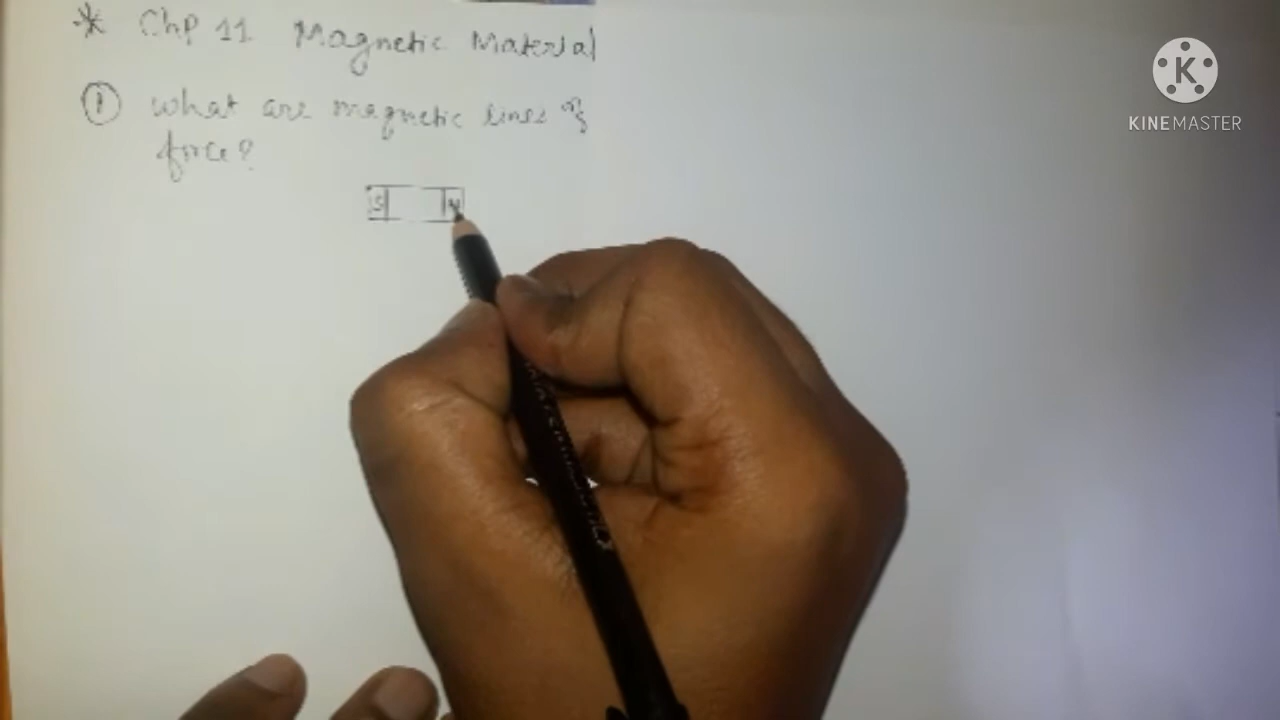 * Chp 11 Magnetic Material
① what are magnetic lines of
force?
S N
K
KINEMASTER